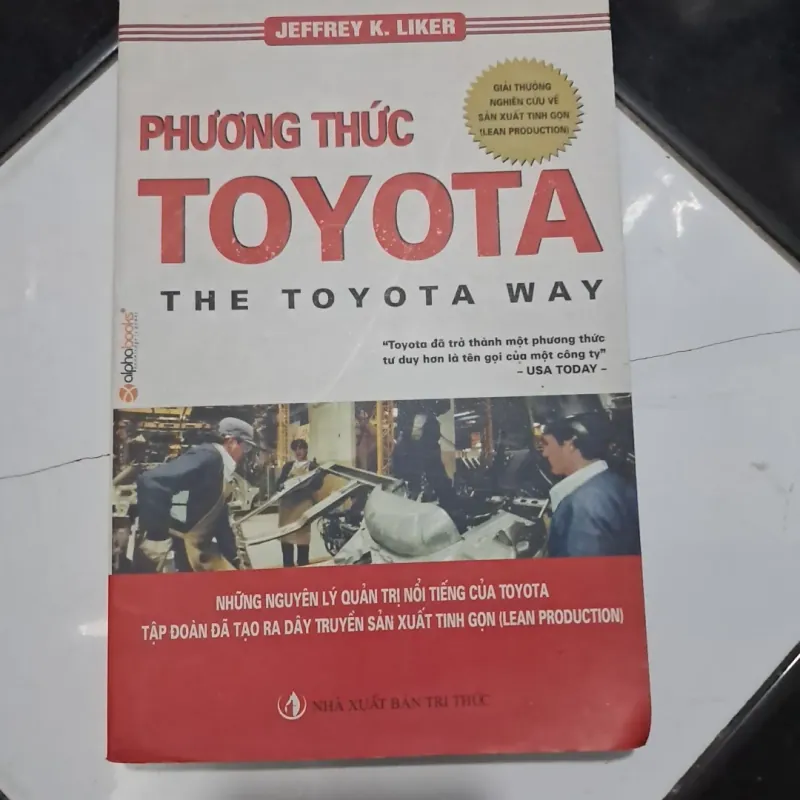 JEFFREY K. LIKER
GIẢI THƯỞNG
NGHIÊN CỨU VỀ
SẢN XUẤT TINH GỌN
(LEAN PRODUCTION)
PHƯƠNG THỨC
TOYOTA
THE TOYOTA WAY
"Toyota đã trở thành một phương thức
tư duy hơn là tên gọi của một công ty"
– USA TODAY –
alphabooks®
NHỮNG NGUYÊN LÝ QUẢN TRỊ NỔI TIẾNG CỦA TOYOTA
TẬP ĐOÀN ĐÃ TẠO RA DÂY TRUYỀN SẢN XUẤT TINH GỌN (LEAN PRODUCTION)
NHÀ XUẤT BẢN TRI THỨC